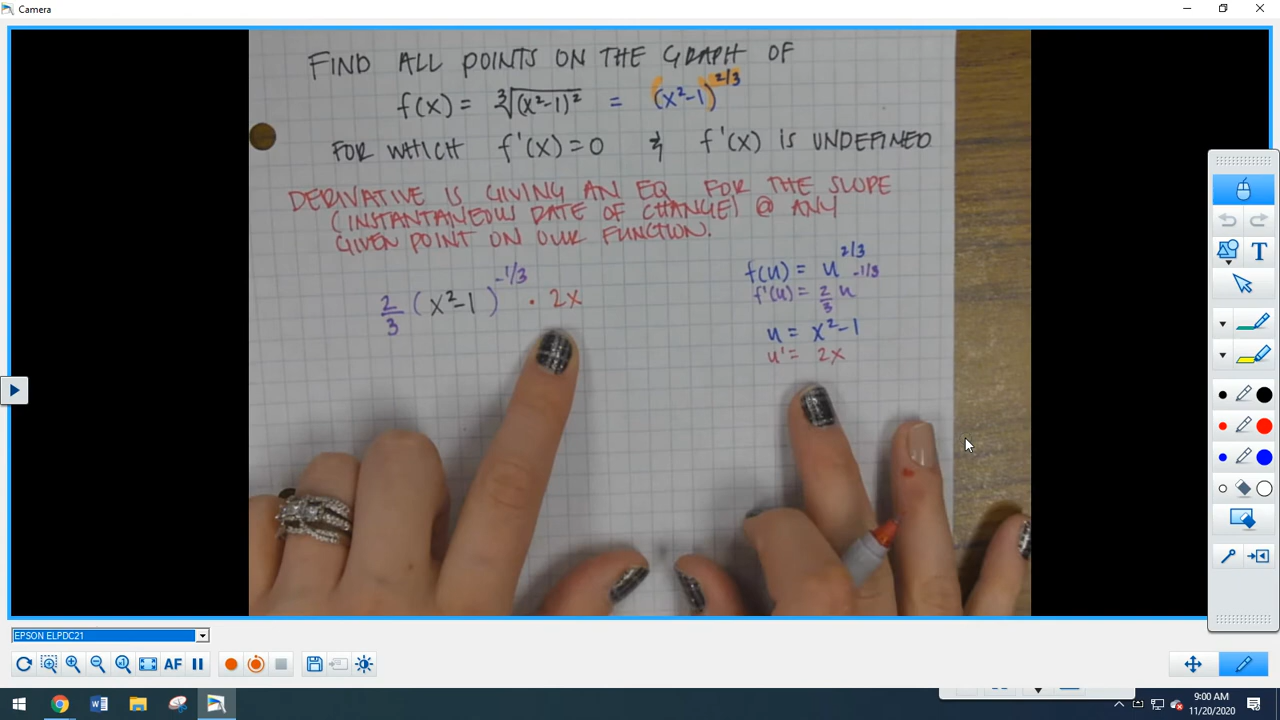 Camera
FIND ALL POINTS ON THE GRAPH OF
f(x) = ∛(x²-1)² = (x²-1)^2/3
FOR WHICH f'(x)=0 & f'(x) IS UNDEFINED
DERIVATIVE IS GIVING AN EQ FOR THE SLOPE
(INSTANTANEOUS RATE OF CHANGE) @ ANY
GIVEN POINT ON OUR FUNCTION.
f(u) = u^2/3
f'(u) = 2/3 u^-1/3
2/3 (x²-1)^-1/3 · 2x
u = x²-1
u' = 2x
T
EPSON ELPDC21
AF
9:00 AM
11/20/2020